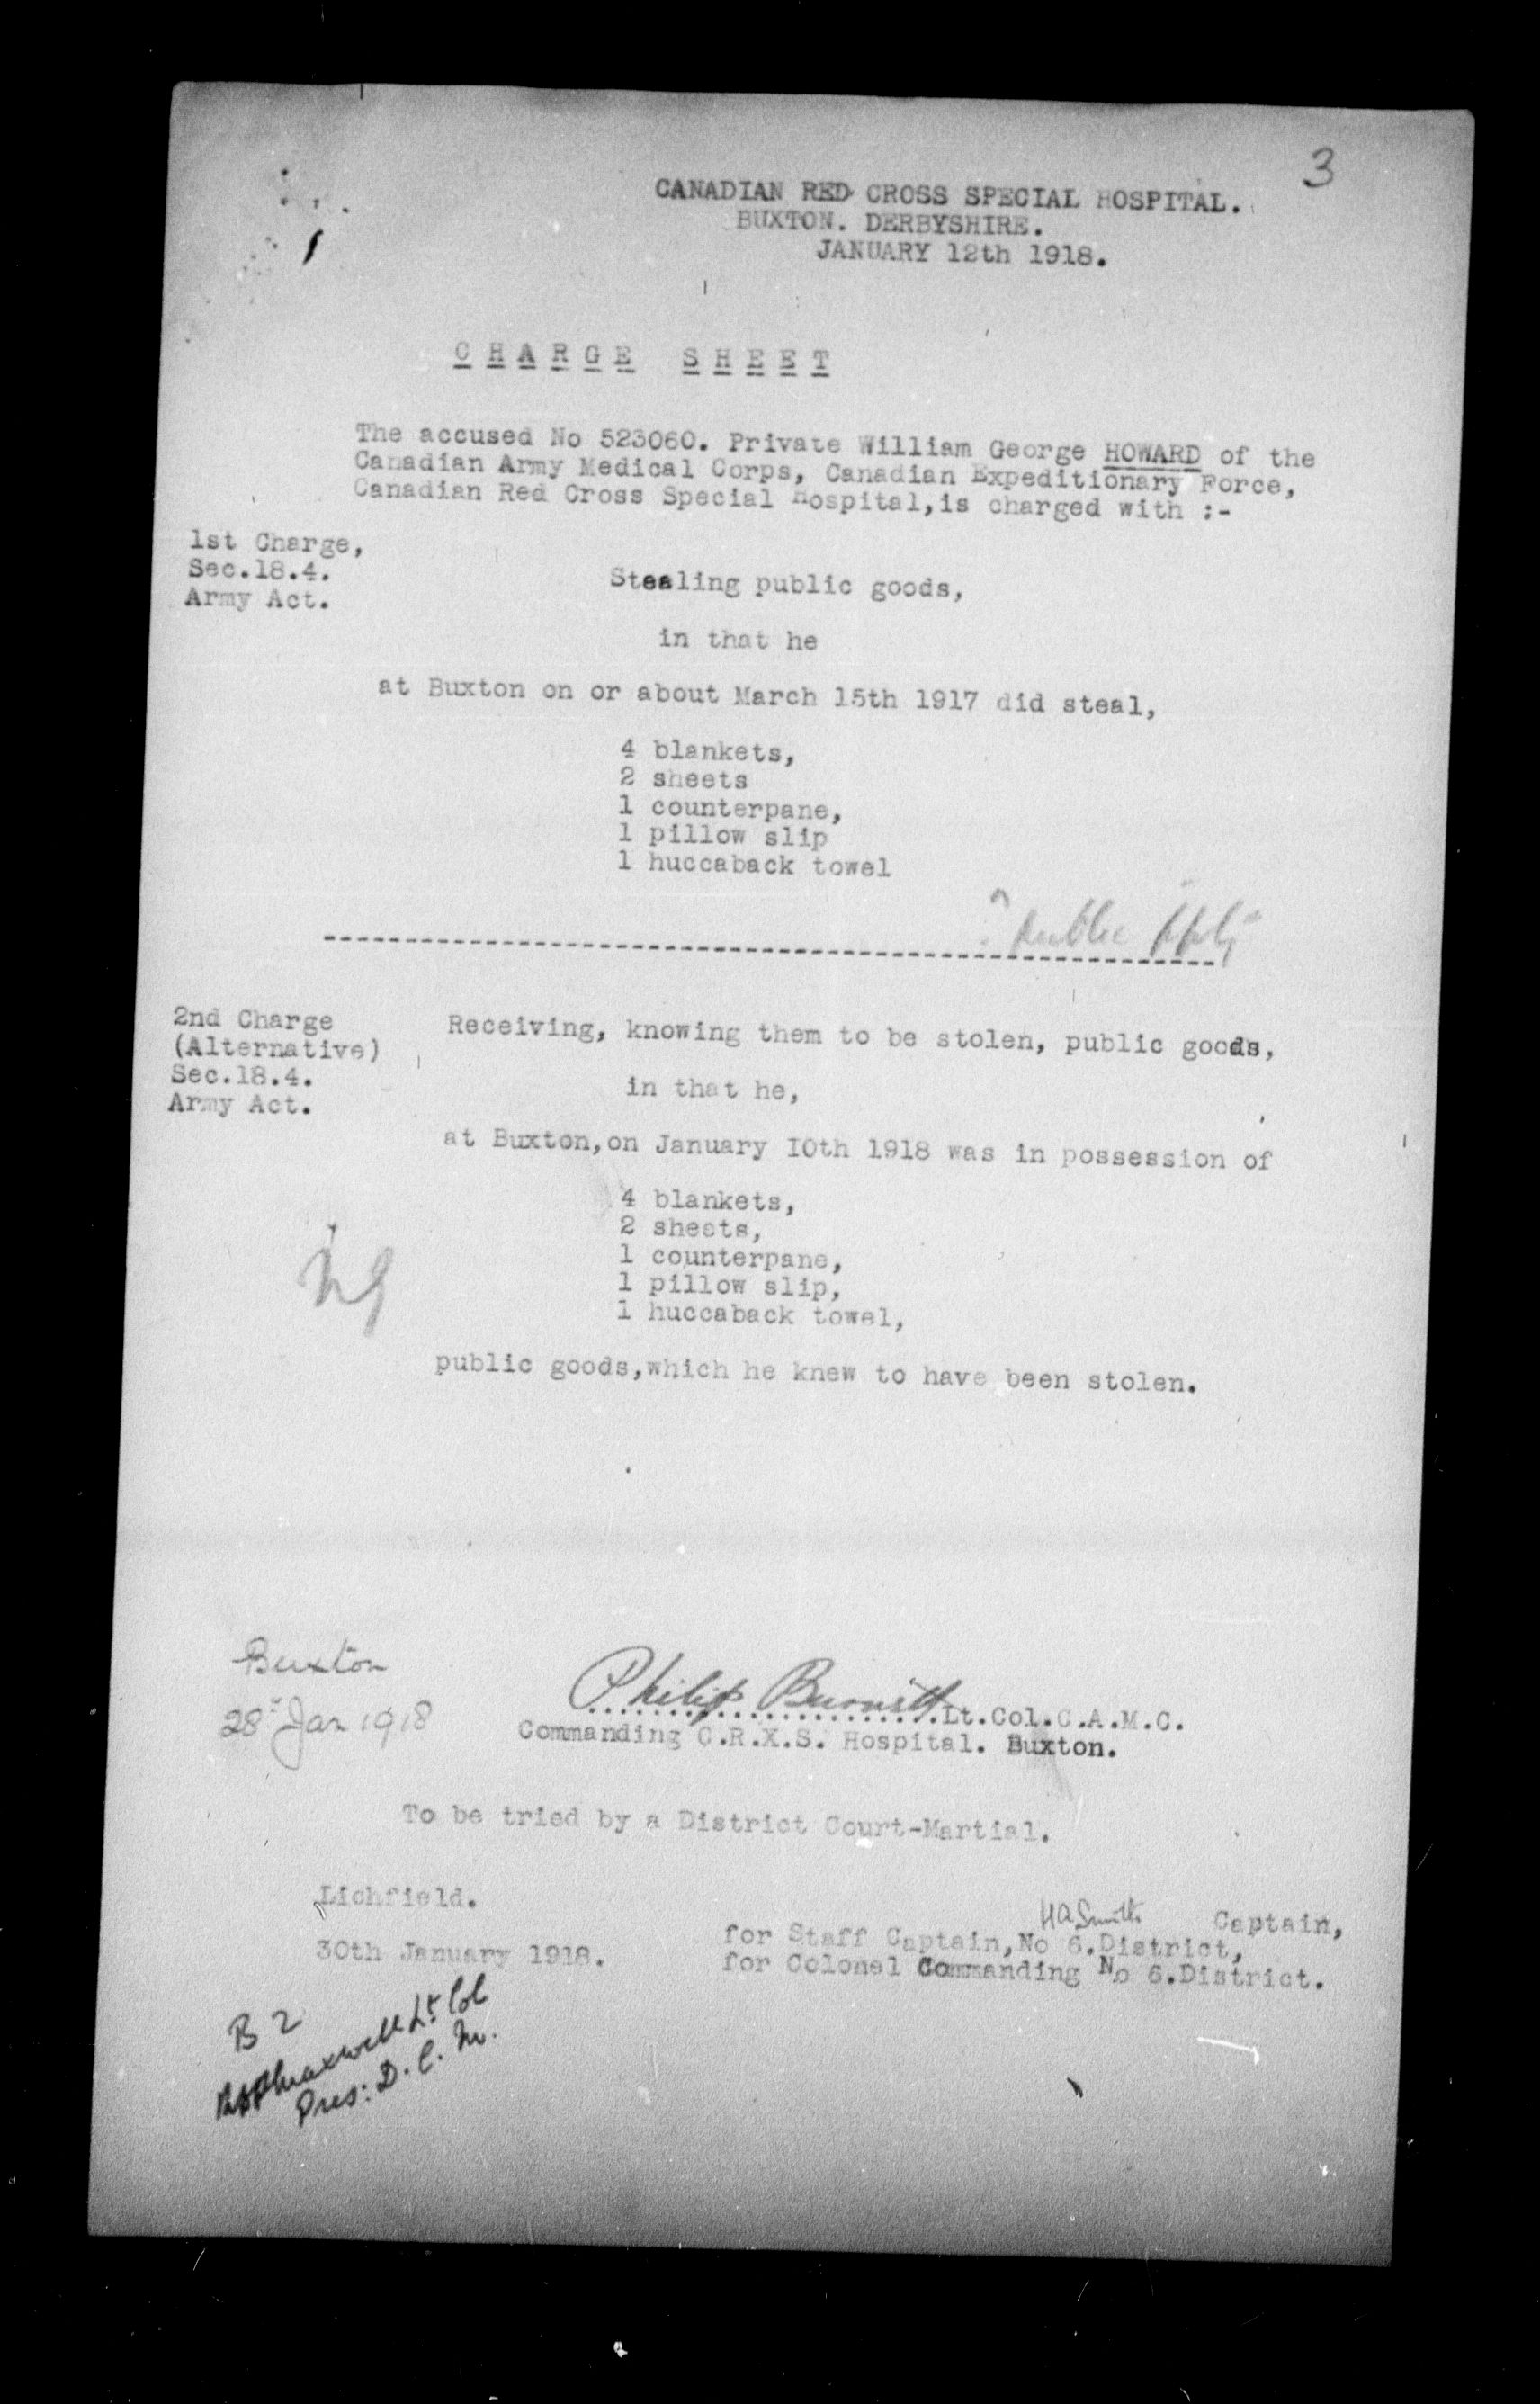 3
CANADIAN RED CROSS SPECIAL HOSPITAL.
BUXTON. DERBYSHIRE.
JANUARY 12th 1918.
CHARGE SHEET
The accused No 523060. Private William George HOWARD of the
Canadian Army Medical Corps, Canadian Expeditionary Force,
Canadian Red Cross Special Hospital,is charged with :-
1st Charge,
Sec.18.4.
Army Act.
Stealing public goods,
in that he
at Buxton on or about March 15th 1917 did steal,
4 blankets,
2 sheets
1 counterpane,
1 pillow slip
1 huccaback towel
public
2nd Charge
(Alternative)
Sec.18.4.
Army Act.
Receiving, knowing them to be stolen, public goods,
in that he,
at Buxton,on January 10th 1918 was in possession of
4 blankets,
2 sheets,
1 counterpane,
1 pillow slip,
1 huccaback towel,
public goods,which he knew to have been stolen.
Buxton
28th Jan 1918
Philip Burnett
Lt.Col.C.A.M.C.
Commanding C.R.X.S. Hospital. Buxton.
To be tried by a District Court-Martial.
Lichfield.
30th January 1918.
HA Smith Captain,
for Staff Captain,No 6.District,
for Colonel Commanding No 6.District.
B 2
Maxwell Lt Col
Pres: D. C. M.